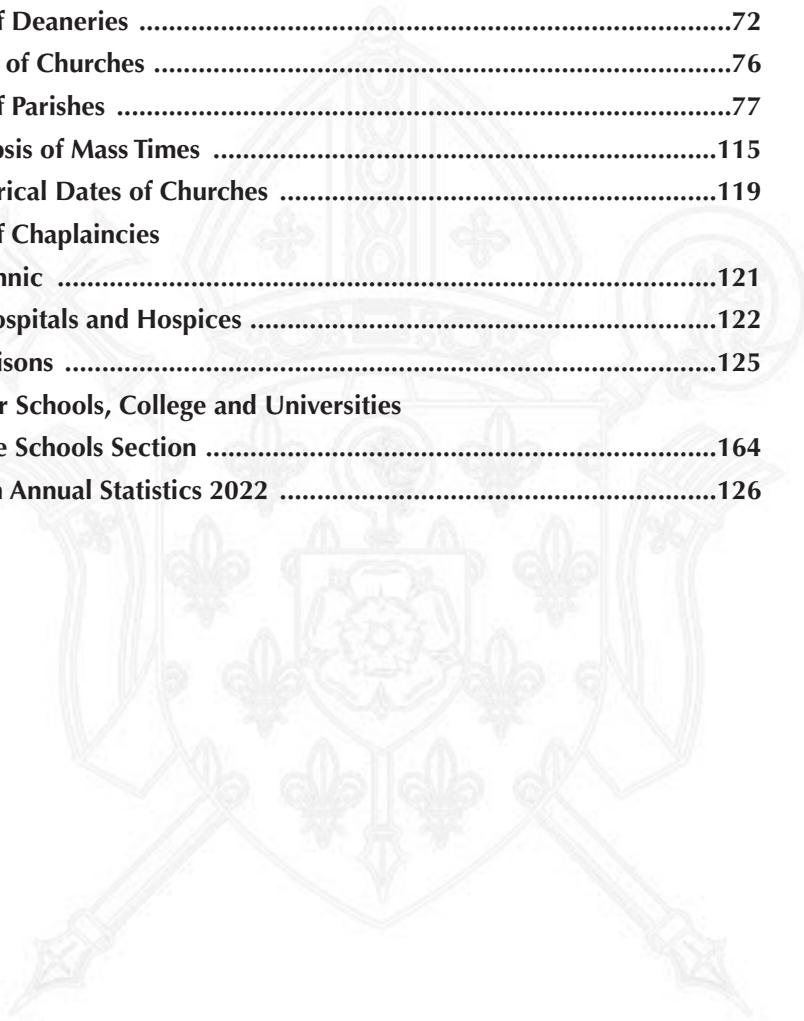 f Deaneries ........................................................................................72
of Churches ......................................................................................76
f Parishes ...........................................................................................77
osis of Mass Times ...........................................................................115
rical Dates of Churches .................................................................119
f Chaplaincies
hnic ...................................................................................................121
ospitals and Hospices ......................................................................122
isons .................................................................................................125
r Schools, College and Universities
e Schools Section .............................................................................164
n Annual Statistics 2022 .................................................................126